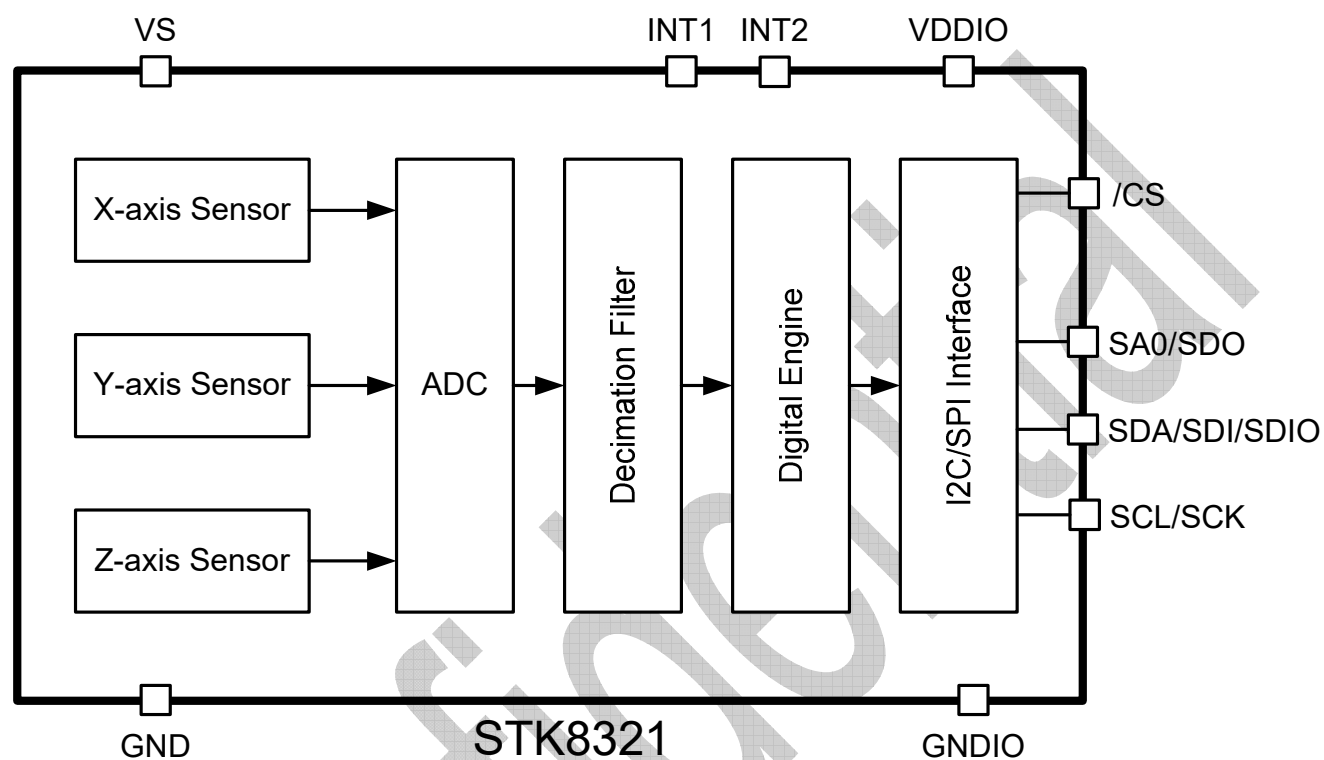 VS
INT1
INT2
VDDIO
X-axis Sensor
Y-axis Sensor
Z-axis Sensor
ADC
Decimation Filter
Digital Engine
I2C/SPI Interface
/CS
SA0/SDO
SDA/SDI/SDIO
SCL/SCK
GND
STK8321
GNDIO